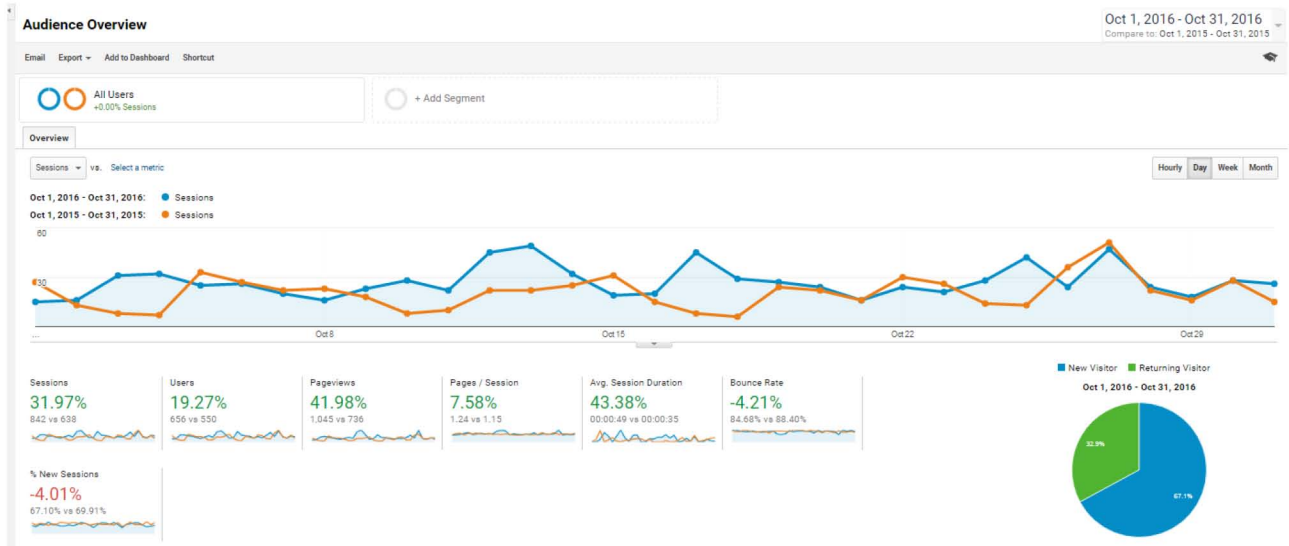 Audience Overview
Oct 1, 2016 - Oct 31, 2016
Compare to: Oct 1, 2015 - Oct 31, 2015
Email Export Add to Dashboard Shortcut
All Users
+0.00% Sessions
+ Add Segment
Overview
Sessions vs. Select a metric
Hourly Day Week Month
Oct 1, 2016 - Oct 31, 2016: Sessions
Oct 1, 2015 - Oct 31, 2015: Sessions
60
30
... Oct 8 Oct 15 Oct 22 Oct 29
New Visitor Returning Visitor
Oct 1, 2016 - Oct 31, 2016
Sessions Users Pageviews Pages / Session Avg. Session Duration Bounce Rate
31.97% 19.27% 41.98% 7.58% 43.38% -4.21%
842 vs 638 656 vs 550 1,045 vs 736 1.24 vs 1.15 00:00:49 vs 00:00:35 84.68% vs 88.40%
32.9%
67.1%
% New Sessions
-4.01%
67.10% vs 69.91%